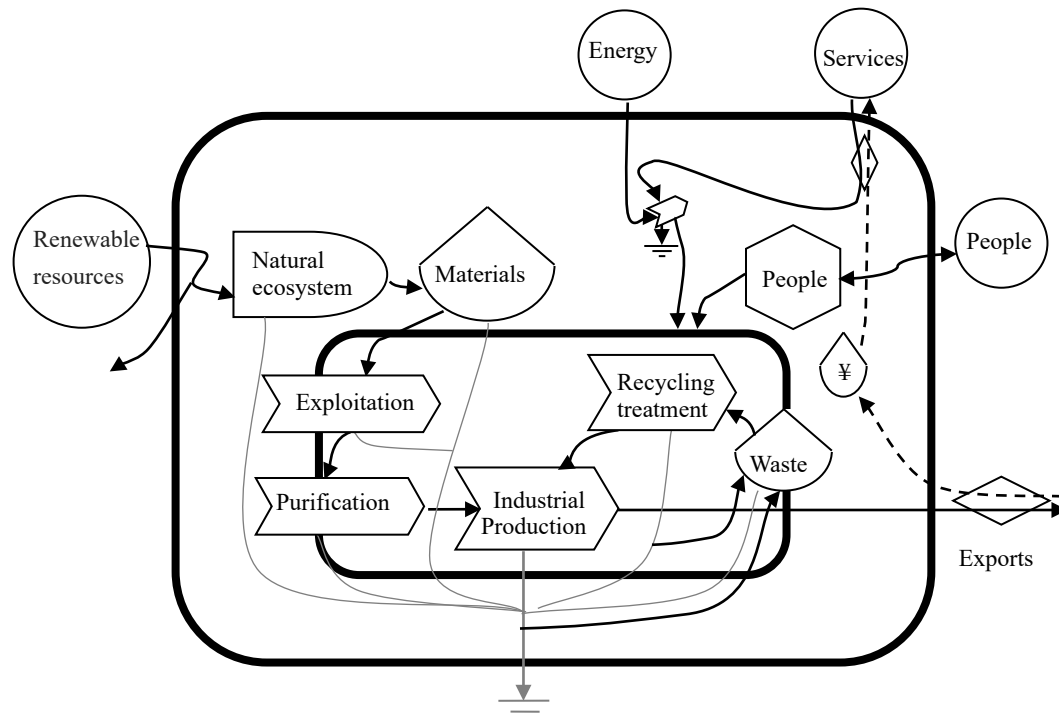 Energy
Services
Renewable
resources
Natural
ecosystem
Materials
People
People
¥
Exploitation
Recycling
treatment
Waste
Purification
Industrial
Production
Exports